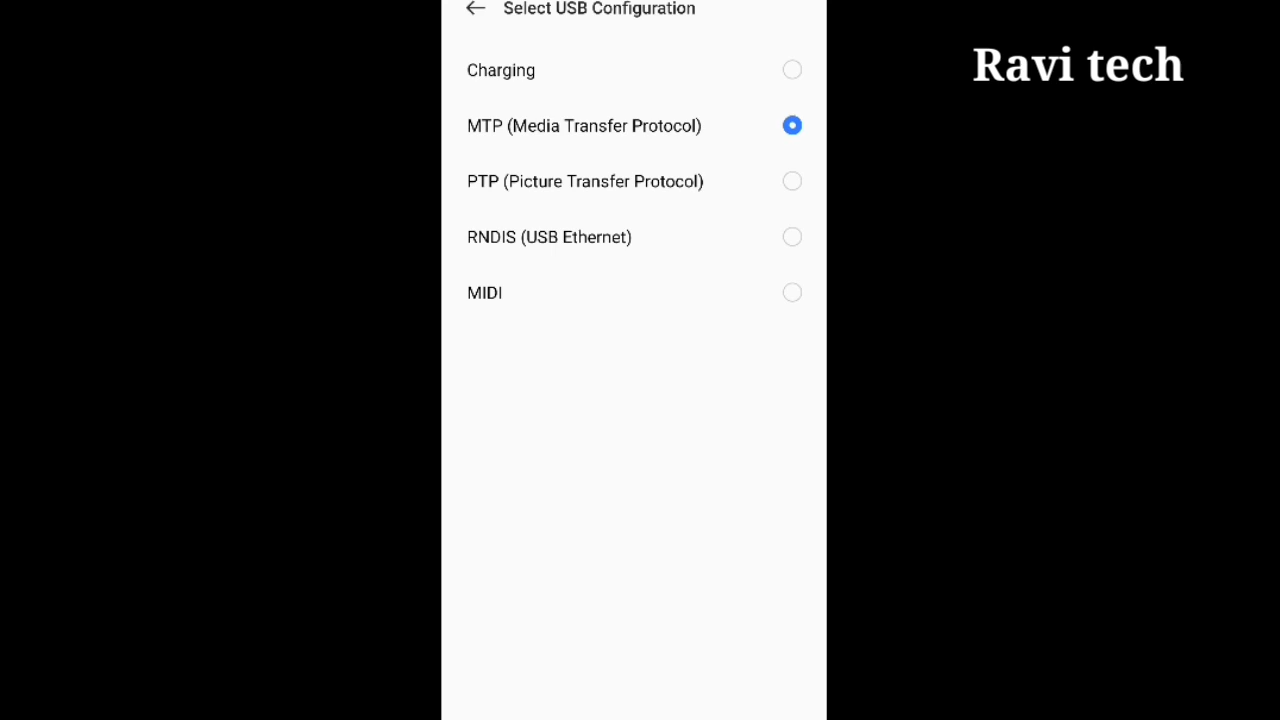 Select USB Configuration
Ravi tech
Charging
MTP (Media Transfer Protocol)
PTP (Picture Transfer Protocol)
RNDIS (USB Ethernet)
MIDI